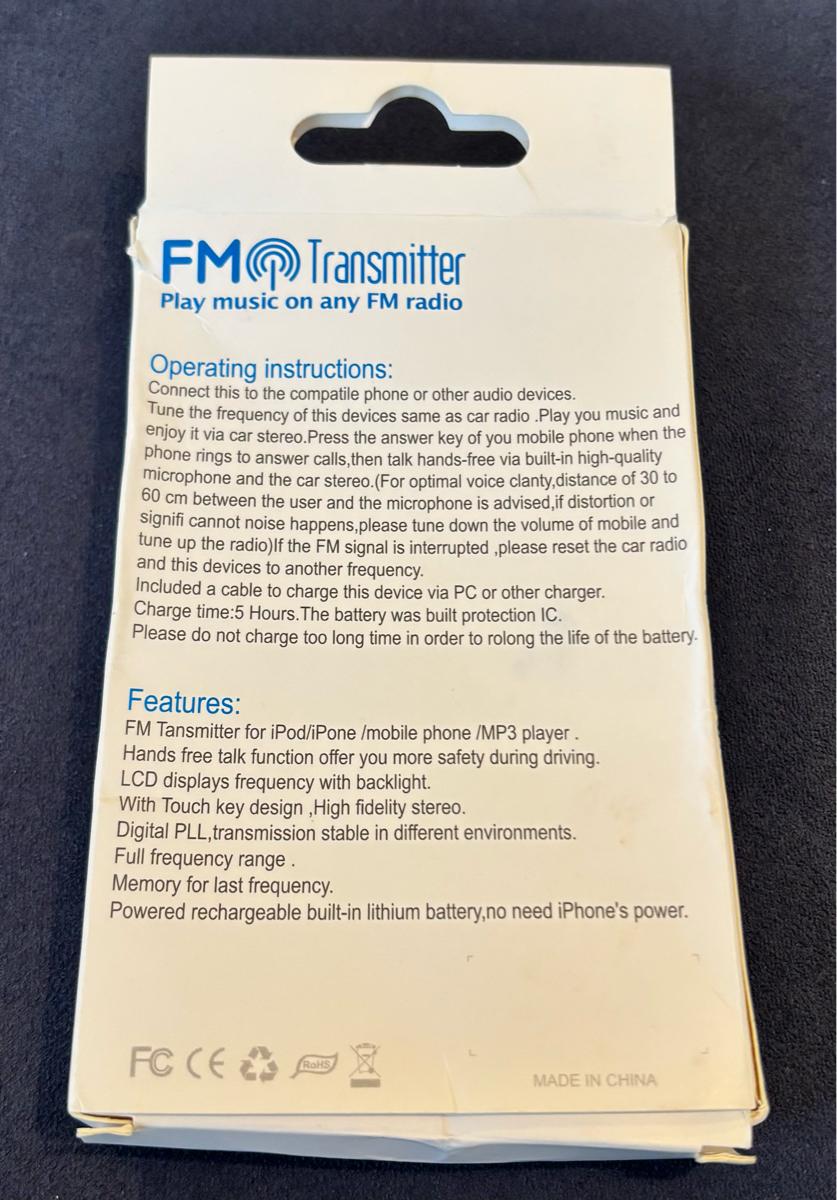 FM Transmitter
Play music on any FM radio
Operating instructions:
Connect this to the compatile phone or other audio devices.
Tune the frequency of this devices same as car radio .Play you music and
enjoy it via car stereo.Press the answer key of you mobile phone when the
phone rings to answer calls,then talk hands-free via built-in high-quality
microphone and the car stereo.(For optimal voice clanty,distance of 30 to
60 cm between the user and the microphone is advised,if distortion or
signifi cannot noise happens,please tune down the volume of mobile and
tune up the radio)If the FM signal is interrupted ,please reset the car radio
and this devices to another frequency.
Included a cable to charge this device via PC or other charger.
Charge time:5 Hours.The battery was built protection IC.
Please do not charge too long time in order to rolong the life of the battery.
Features:
FM Tansmitter for iPod/iPone /mobile phone /MP3 player .
Hands free talk function offer you more safety during driving.
LCD displays frequency with backlight.
With Touch key design ,High fidelity stereo.
Digital PLL,transmission stable in different environments.
Full frequency range .
Memory for last frequency.
Powered rechargeable built-in lithium battery,no need iPhone's power.
FC CE RoHS
MADE IN CHINA